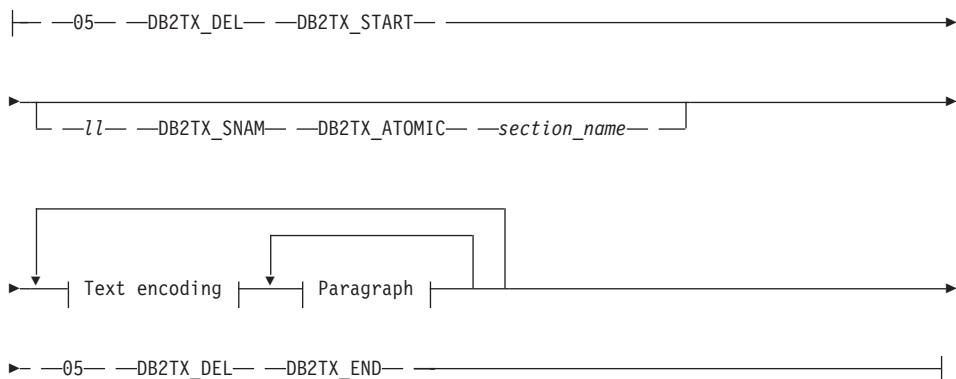 05 DB2TX_DEL DB2TX_START
ll DB2TX_SNAM DB2TX_ATOMIC section_name
Text encoding Paragraph
05 DB2TX_DEL DB2TX_END